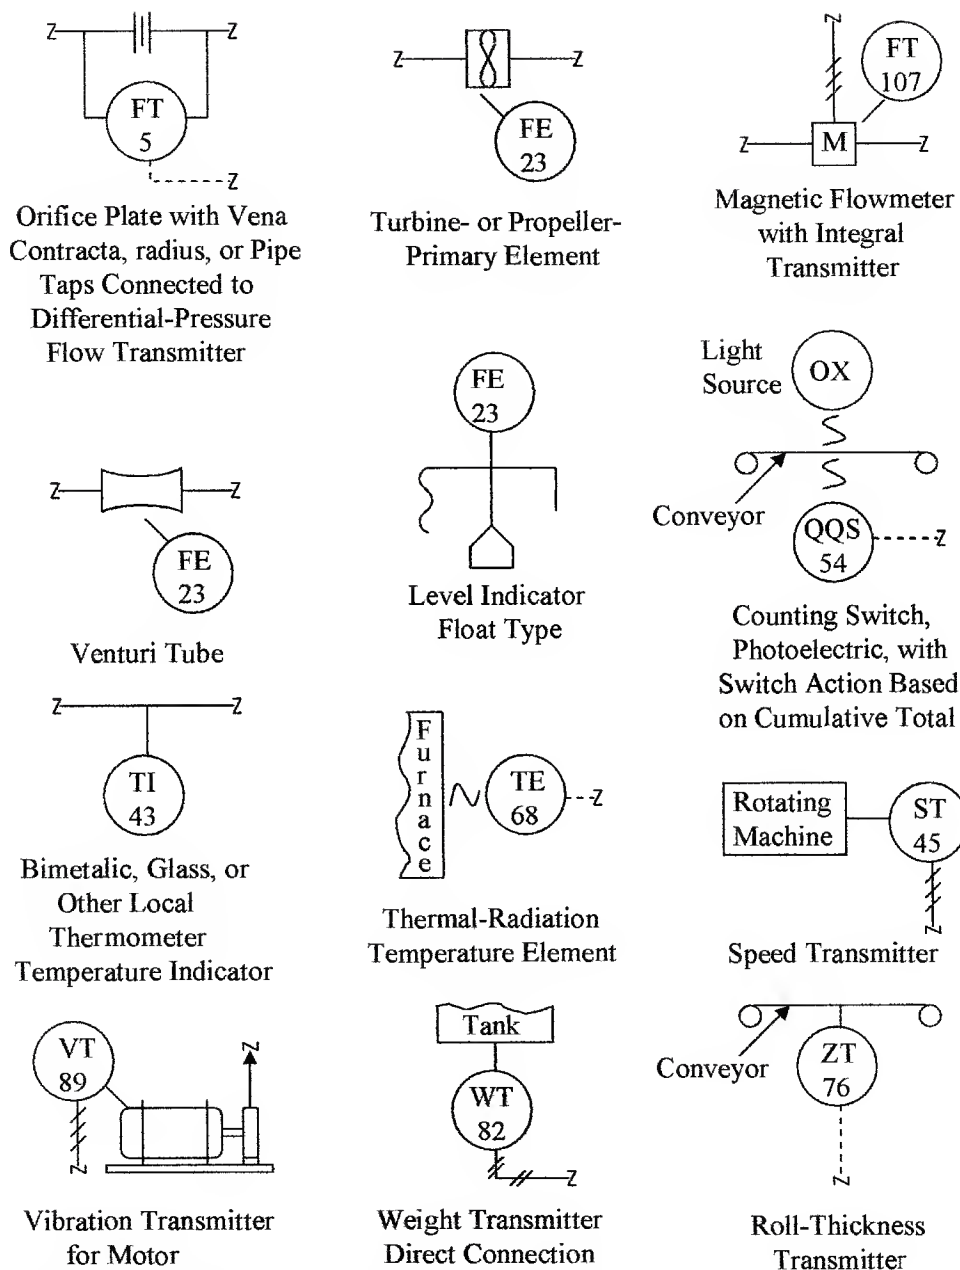 FT
5
Orifice Plate with Vena
Contracta, radius, or Pipe
Taps Connected to
Differential-Pressure
Flow Transmitter
FE
23
Turbine- or Propeller-
Primary Element
FT
107
M
Magnetic Flowmeter
with Integral
Transmitter
FE
23
Venturi Tube
FE
23
Level Indicator
Float Type
Light
Source
OX
Conveyor
QQS
54
Counting Switch,
Photoelectric, with
Switch Action Based
on Cumulative Total
TI
43
Bimetalic, Glass, or
Other Local
Thermometer
Temperature Indicator
Furnace
TE
68
Thermal-Radiation
Temperature Element
Rotating
Machine
ST
45
Speed Transmitter
VT
89
Vibration Transmitter
for Motor
Tank
WT
82
Weight Transmitter
Direct Connection
Conveyor
ZT
76
Roll-Thickness
Transmitter